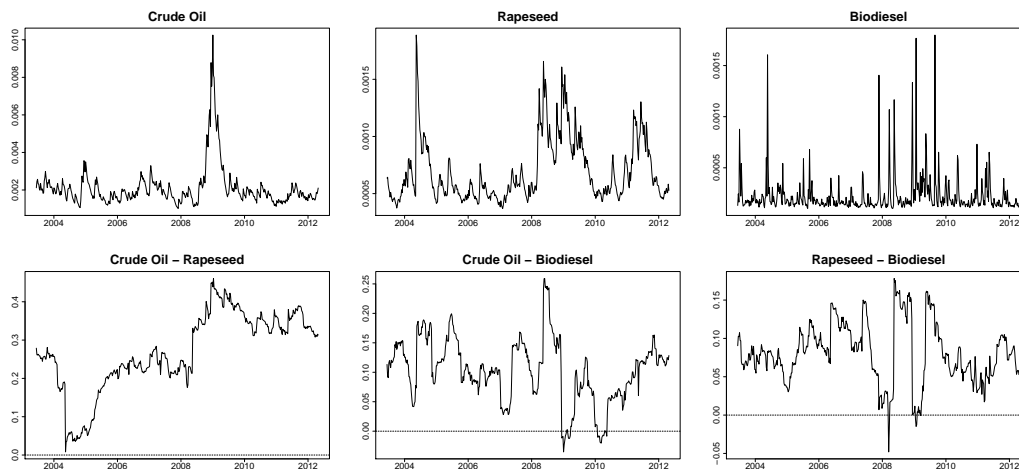 Crude Oil
Rapeseed
Biodiesel
0.002 0.004 0.006 0.008 0.010
2004 2006 2008 2010 2012
0.0005 0.0010 0.0015
2004 2006 2008 2010 2012
0.0005 0.0010 0.0015
2004 2006 2008 2010 2012
Crude Oil – Rapeseed
Crude Oil – Biodiesel
Rapeseed – Biodiesel
0.0 0.1 0.2 0.3 0.4
2004 2006 2008 2010 2012
0.00 0.05 0.10 0.15 0.20 0.25
2004 2006 2008 2010 2012
−0.05 0.00 0.05 0.10 0.15
2004 2006 2008 2010 2012